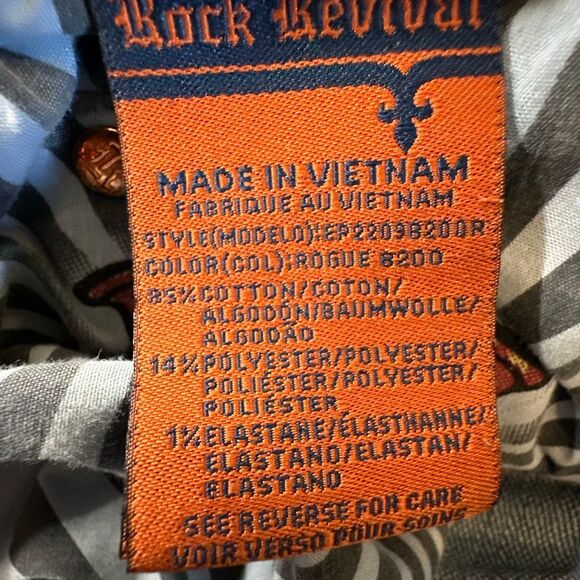 Rock Revival
MADE IN VIETNAM
FABRIQUE AU VIETNAM
STYLE(MODELO):EP2209B200R
COLOR(COL):ROGUE B200
85%COTTON/COTON/
ALGODÓN/BAUMWOLLE/
ALGODÃO
14%POLYESTER/POLYESTER/
POLIÉSTER/POLYESTER/
POLIÉSTER
1%ELASTANE/ÉLASTHANNE/
ELASTANO/ELASTAN/
ELASTANO
SEE REVERSE FOR CARE
VOIR VERSO POUR SOINS